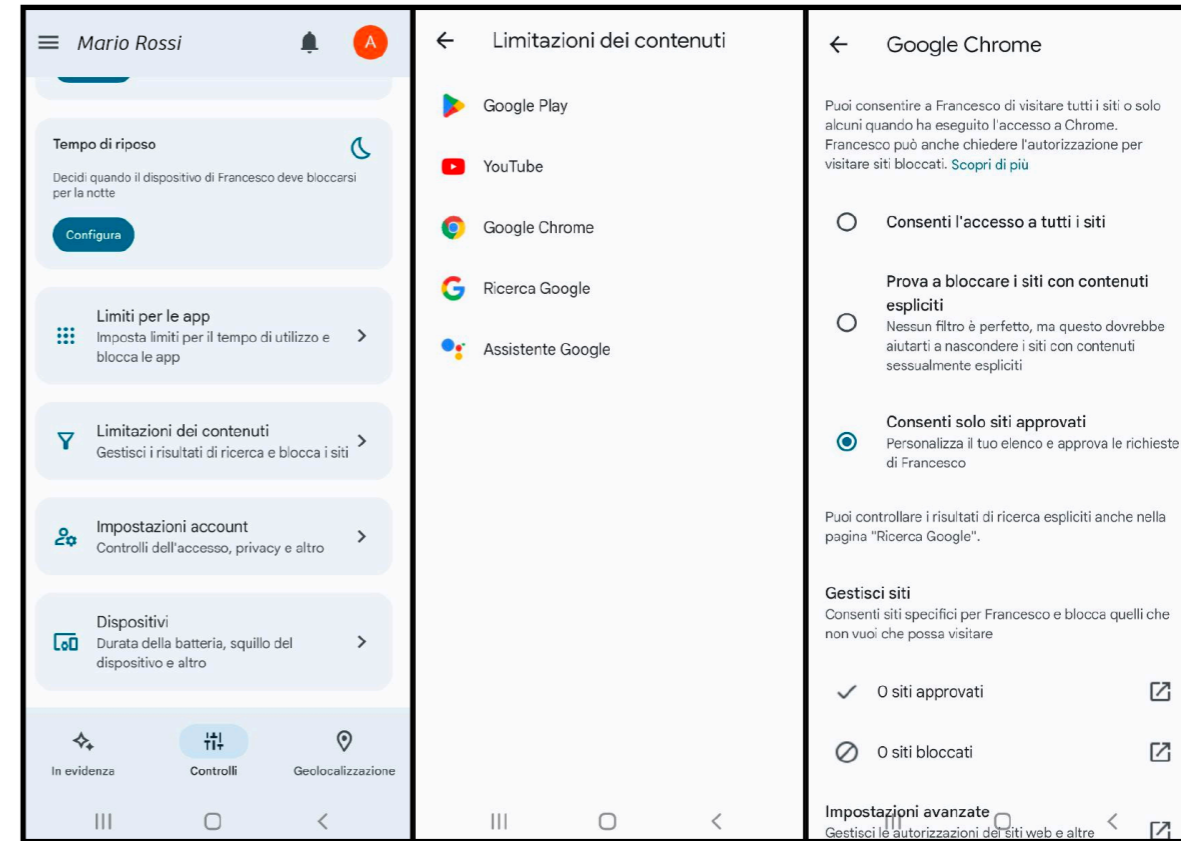 Mario Rossi
A
Tempo di riposo
Decidi quando il dispositivo di Francesco deve bloccarsi
per la notte
Configura
Limiti per le app
Imposta limiti per il tempo di utilizzo e
blocca le app
Limitazioni dei contenuti
Gestisci i risultati di ricerca e blocca i siti
Impostazioni account
Controlli dell'accesso, privacy e altro
Dispositivi
Durata della batteria, squillo del
dispositivo e altro
In evidenza
Controlli
Geolocalizzazione
Limitazioni dei contenuti
Google Play
YouTube
Google Chrome
Ricerca Google
Assistente Google
Google Chrome
Puoi consentire a Francesco di visitare tutti i siti o solo
alcuni quando ha eseguito l'accesso a Chrome.
Francesco può anche chiedere l'autorizzazione per
visitare siti bloccati. Scopri di più
Consenti l'accesso a tutti i siti
Prova a bloccare i siti con contenuti
espliciti
Nessun filtro è perfetto, ma questo dovrebbe
aiutarti a nascondere i siti con contenuti
sessualmente espliciti
Consenti solo siti approvati
Personalizza il tuo elenco e approva le richieste
di Francesco
Puoi controllare i risultati di ricerca espliciti anche nella
pagina "Ricerca Google".
Gestisci siti
Consenti siti specifici per Francesco e blocca quelli che
non vuoi che possa visitare
0 siti approvati
0 siti bloccati
Impostazioni avanzate
Gestisci le autorizzazioni dei siti web e altre